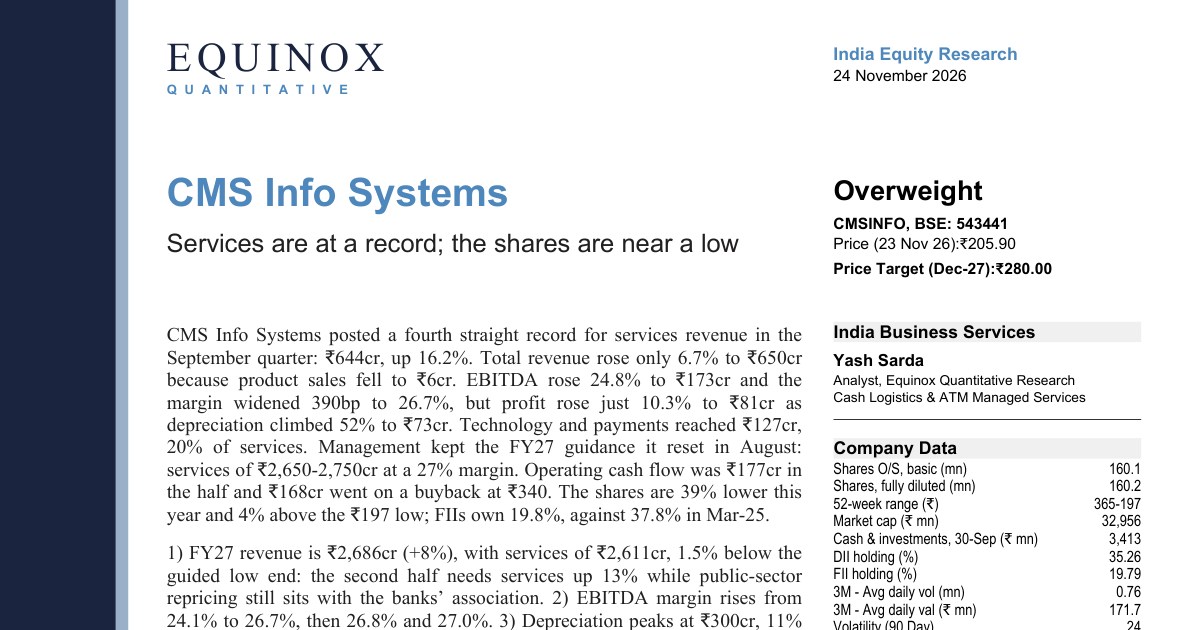 EQUINOX
QUANTITATIVE
India Equity Research
24 November 2026
CMS Info Systems
Services are at a record; the shares are near a low
Overweight
CMSINFO, BSE: 543441
Price (23 Nov 26):₹205.90
Price Target (Dec-27):₹280.00
CMS Info Systems posted a fourth straight record for services revenue in the
September quarter: ₹644cr, up 16.2%. Total revenue rose only 6.7% to ₹650cr
because product sales fell to ₹6cr. EBITDA rose 24.8% to ₹173cr and the
margin widened 390bp to 26.7%, but profit rose just 10.3% to ₹81cr as
depreciation climbed 52% to ₹73cr. Technology and payments reached ₹127cr,
20% of services. Management kept the FY27 guidance it reset in August:
services of ₹2,650-2,750cr at a 27% margin. Operating cash flow was ₹177cr in
the half and ₹168cr went on a buyback at ₹340. The shares are 39% lower this
year and 4% above the ₹197 low; FIIs own 19.8%, against 37.8% in Mar-25.
1) FY27 revenue is ₹2,686cr (+8%), with services of ₹2,611cr, 1.5% below the
guided low end: the second half needs services up 13% while public-sector
repricing still sits with the banks’ association. 2) EBITDA margin rises from
24.1% to 26.7%, then 26.8% and 27.0%. 3) Depreciation peaks at ₹300cr, 11%
India Business Services
Yash Sarda
Analyst, Equinox Quantitative Research
Cash Logistics & ATM Managed Services
Company Data
Shares O/S, basic (mn) 160.1
Shares, fully diluted (mn) 160.2
52-week range (₹) 365-197
Market cap (₹ mn) 32,956
Cash & investments, 30-Sep (₹ mn) 3,413
DII holding (%) 35.26
FII holding (%) 19.79
3M - Avg daily vol (mn) 0.76
3M - Avg daily val (₹ mn) 171.7
Volatility (90 Day) 24